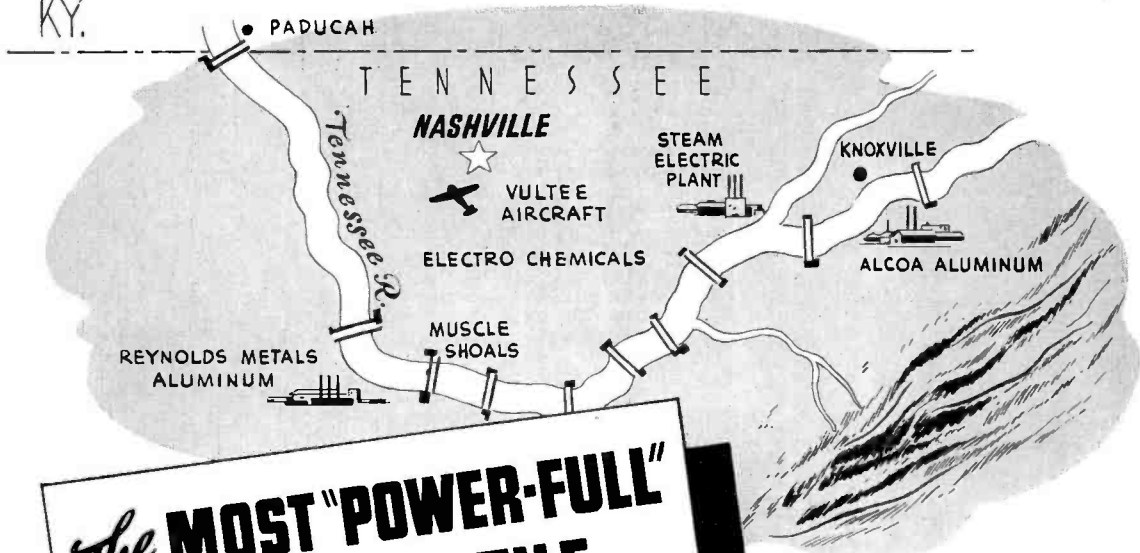 KY.
PADUCAH
TENNESSEE
Tennessee R.
NASHVILLE
VULTEE
AIRCRAFT
STEAM
ELECTRIC
PLANT
KNOXVILLE
ELECTRO CHEMICALS
ALCOA ALUMINUM
MUSCLE
SHOALS
REYNOLDS METALS
ALUMINUM
The MOST "POWER-FULL"